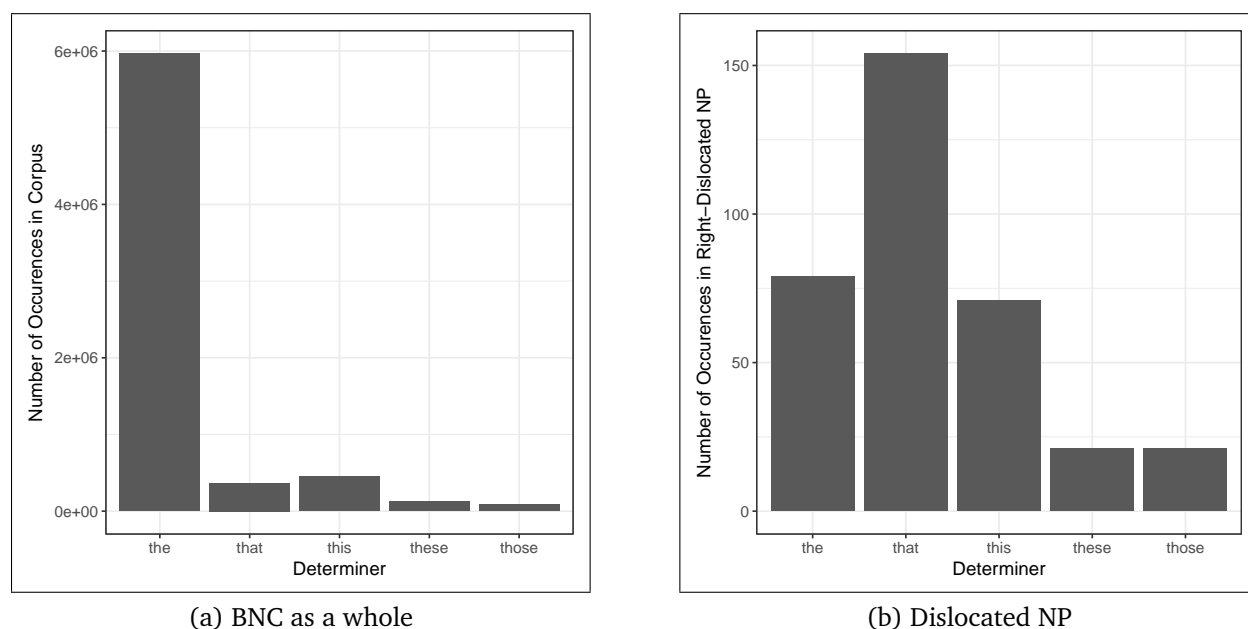 Number of Occurences in Corpus
6e+06
4e+06
2e+06
0e+00
the that this these those
Determiner
(a) BNC as a whole
Number of Occurences in Right−Dislocated NP
150
100
50
0
the that this these those
Determiner
(b) Dislocated NP